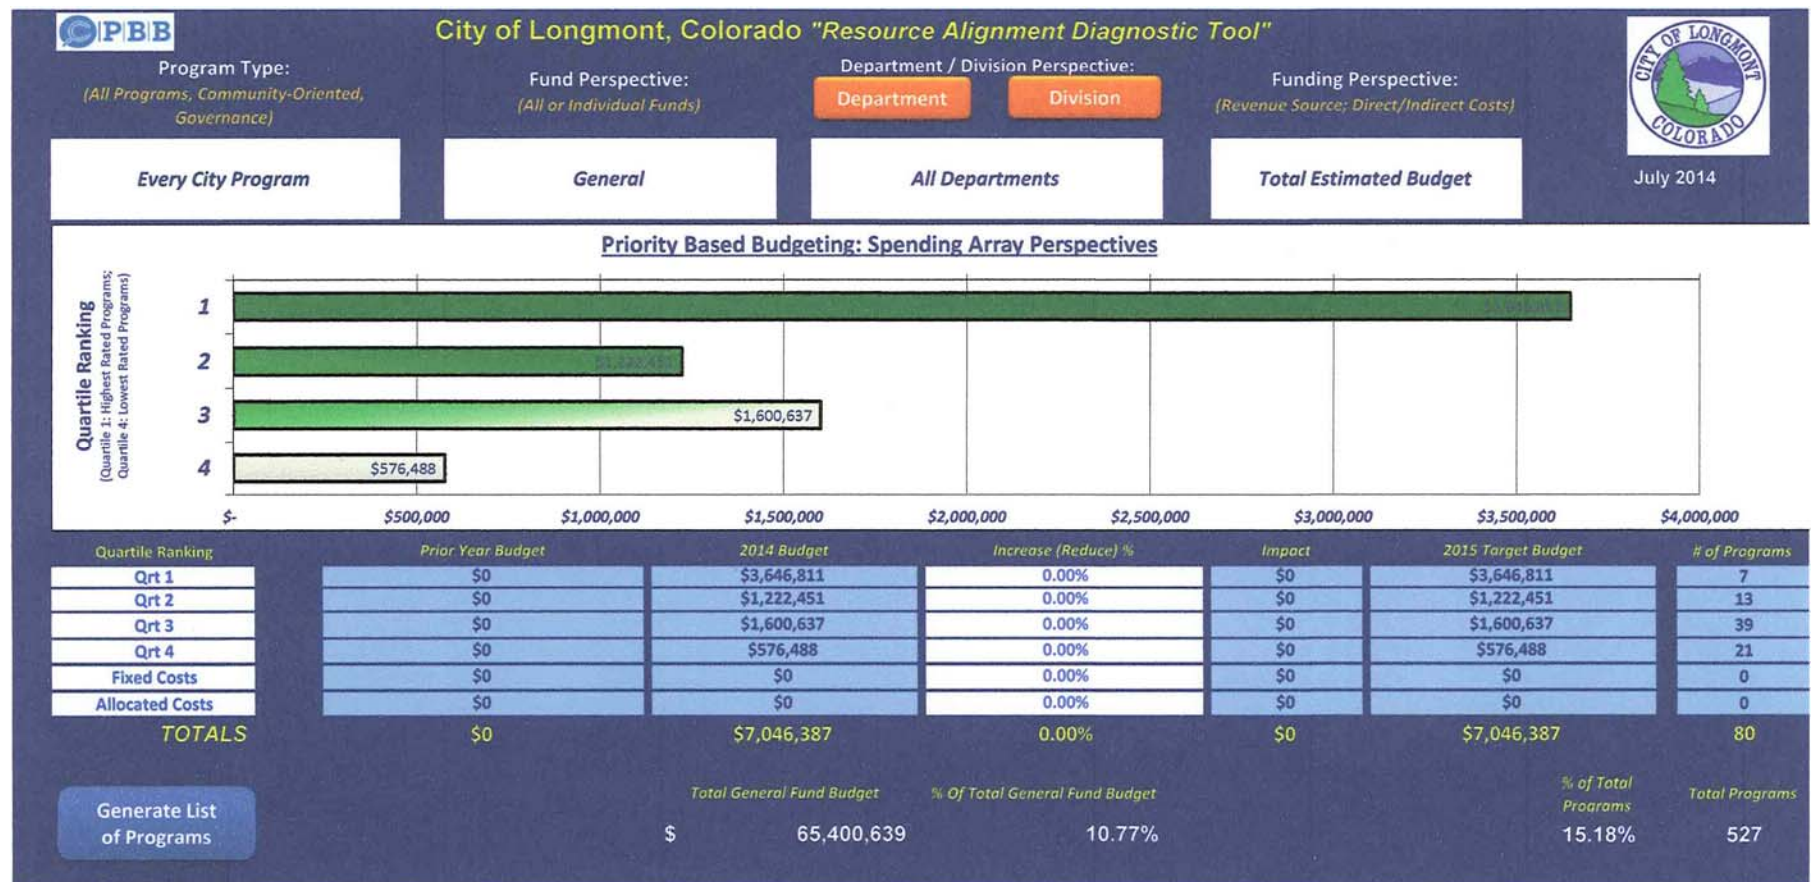 PBB
City of Longmont, Colorado "Resource Alignment Diagnostic Tool"
Program Type:
(All Programs, Community-Oriented,
Governance)
Fund Perspective:
(All or Individual Funds)
Department / Division Perspective:
Department Division
Funding Perspective:
(Revenue Source; Direct/Indirect Costs)
CITY OF LONGMONT
COLORADO
Every City Program General All Departments Total Estimated Budget July 2014
Priority Based Budgeting: Spending Array Perspectives
Quartile Ranking
(Quartile 1: Highest Rated Programs;
Quartile 4: Lowest Rated Programs)
1
2 $1,222,451
3 $1,600,637
4 $576,488
$- $500,000 $1,000,000 $1,500,000 $2,000,000 $2,500,000 $3,000,000 $3,500,000 $4,000,000
Quartile Ranking Prior Year Budget 2014 Budget Increase (Reduce) % Impact 2015 Target Budget # of Programs
Qrt 1 $0 $3,646,811 0.00% $0 $3,646,811 7
Qrt 2 $0 $1,222,451 0.00% $0 $1,222,451 13
Qrt 3 $0 $1,600,637 0.00% $0 $1,600,637 39
Qrt 4 $0 $576,488 0.00% $0 $576,488 21
Fixed Costs $0 $0 0.00% $0 $0 0
Allocated Costs $0 $0 0.00% $0 $0 0
TOTALS $0 $7,046,387 0.00% $0 $7,046,387 80
Generate List
of Programs
Total General Fund Budget % Of Total General Fund Budget % of Total
Programs Total Programs
$ 65,400,639 10.77% 15.18% 527